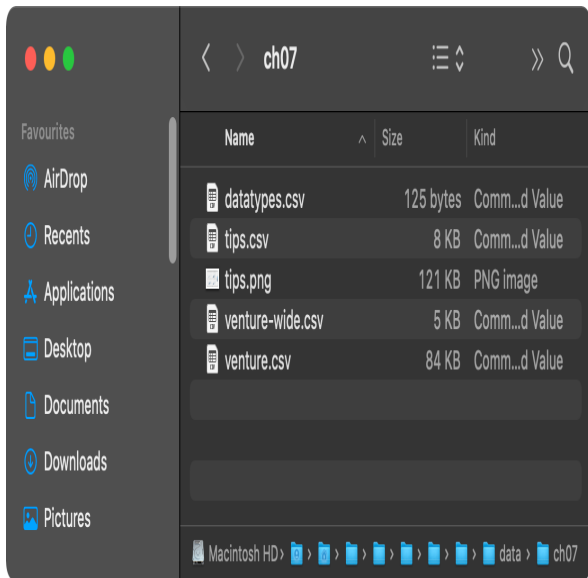 ch07
Favourites
AirDrop
Recents
Applications
Desktop
Documents
Downloads
Pictures
Name Size Kind
datatypes.csv 125 bytes Comm...d Value
tips.csv 8 KB Comm...d Value
tips.png 121 KB PNG image
venture-wide.csv 5 KB Comm...d Value
venture.csv 84 KB Comm...d Value
Macintosh HD › › › › › › › › data › ch07